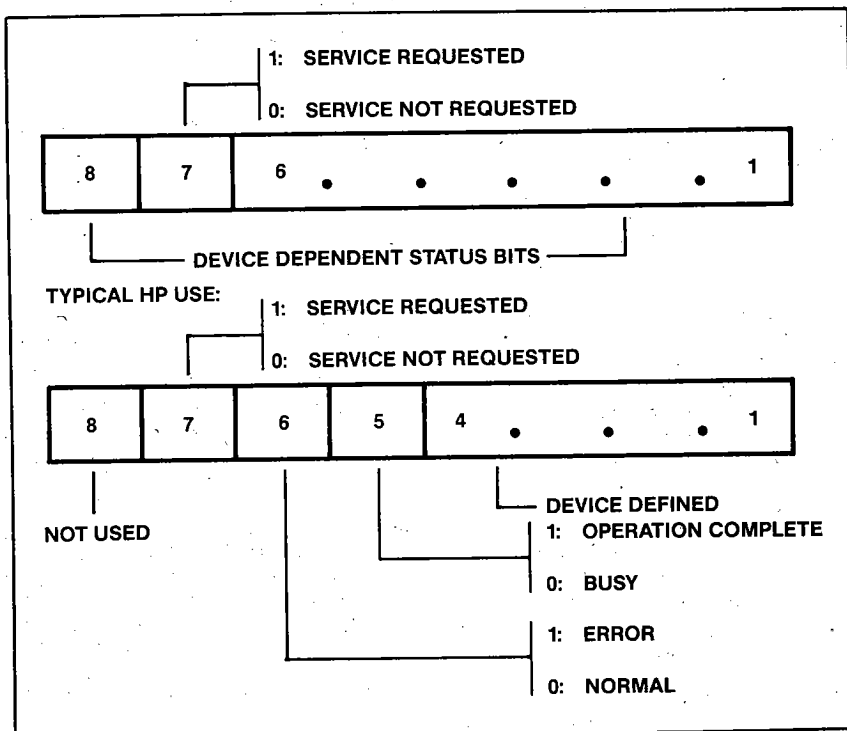 1: SERVICE REQUESTED
0: SERVICE NOT REQUESTED
8 7 6 . . . . . 1
DEVICE DEPENDENT STATUS BITS
TYPICAL HP USE:
1: SERVICE REQUESTED
0: SERVICE NOT REQUESTED
8 7 6 5 4 . . . 1
DEVICE DEFINED
NOT USED
1: OPERATION COMPLETE
0: BUSY
1: ERROR
0: NORMAL